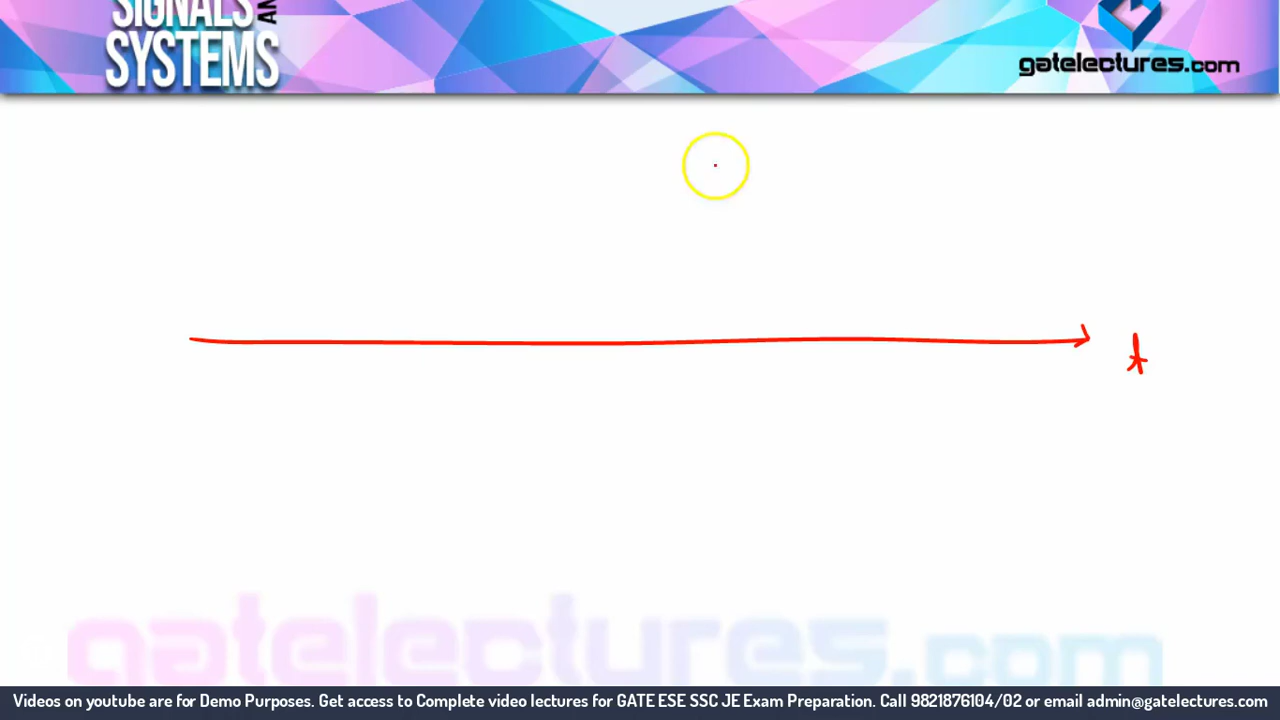 SIGNALS AND
SYSTEMS
gatelectures.com
t
gatelectures.com
Videos on youtube are for Demo Purposes. Get access to Complete video lectures for GATE ESE SSC JE Exam Preparation. Call 9821876104/02 or email admin@gatelectures.com